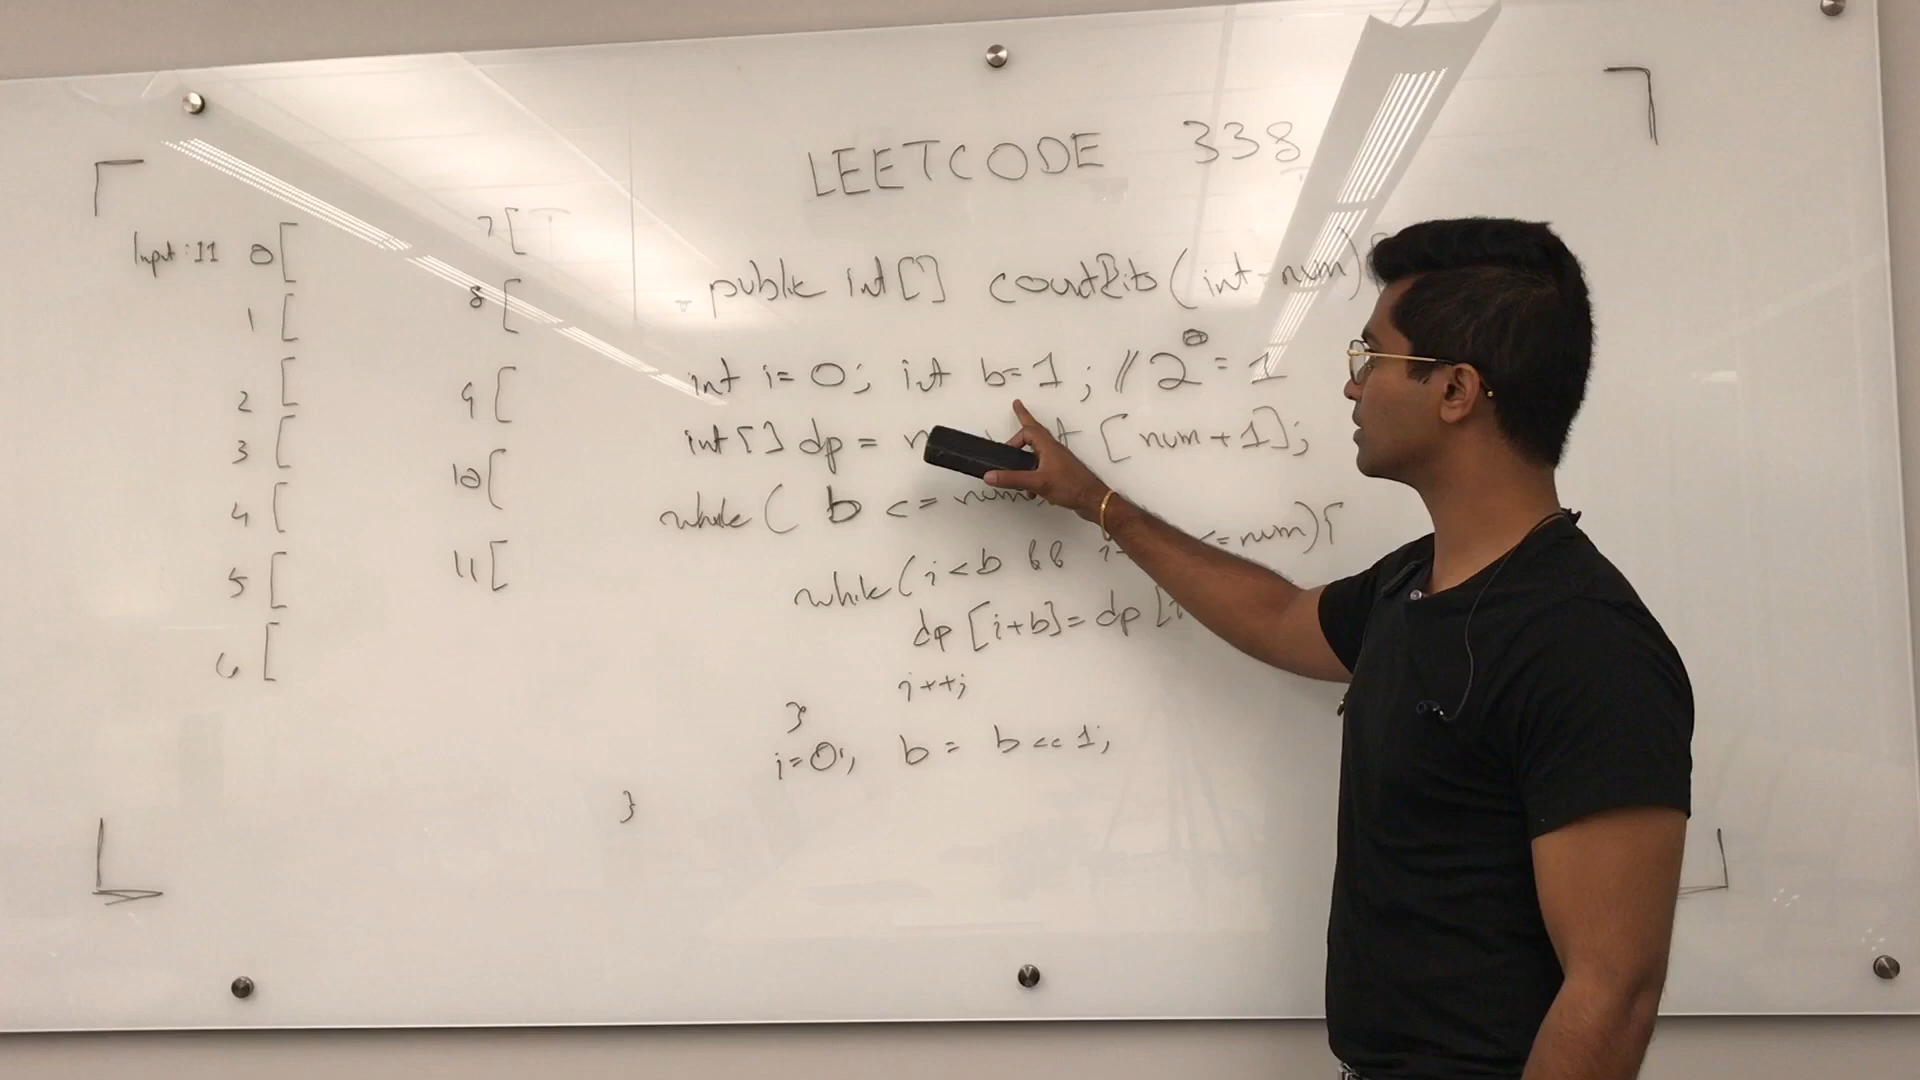 LEETCODE 338
Input: 11
0[
1[
2[
3[
4[
5[
6[
7[
8[
9[
10[
11[
public int[] countBits(int num){
int i=0; int b=1; //2⁰=1
int[] dp = [num+1];
while( b <= num
while(i<b && <=num){
dp[i+b]=dp[i
i++;
}
i=0; b = b<<1;
}